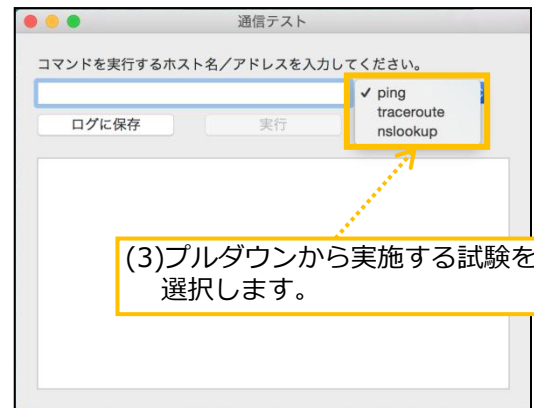 通信テスト
コマンドを実行するホスト名／アドレスを入力してください。
✓ ping
traceroute
nslookup
ログに保存
実行
(3)プルダウンから実施する試験を
選択します。